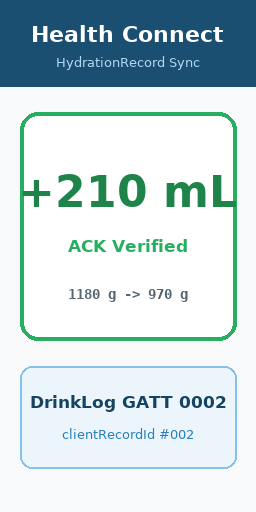 Health Connect
HydrationRecord Sync
+210 mL
ACK Verified
1180 g -> 970 g
DrinkLog GATT 0002
clientRecordId #002